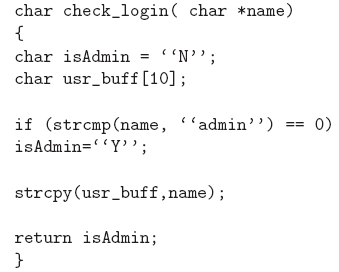 char check_login( char *name)
{
char isAdmin = ‘‘N’’;
char usr_buff[10];
if (strcmp(name, ‘‘admin’’) == 0)
isAdmin=‘‘Y’’;
strcpy(usr_buff,name);
return isAdmin;
}